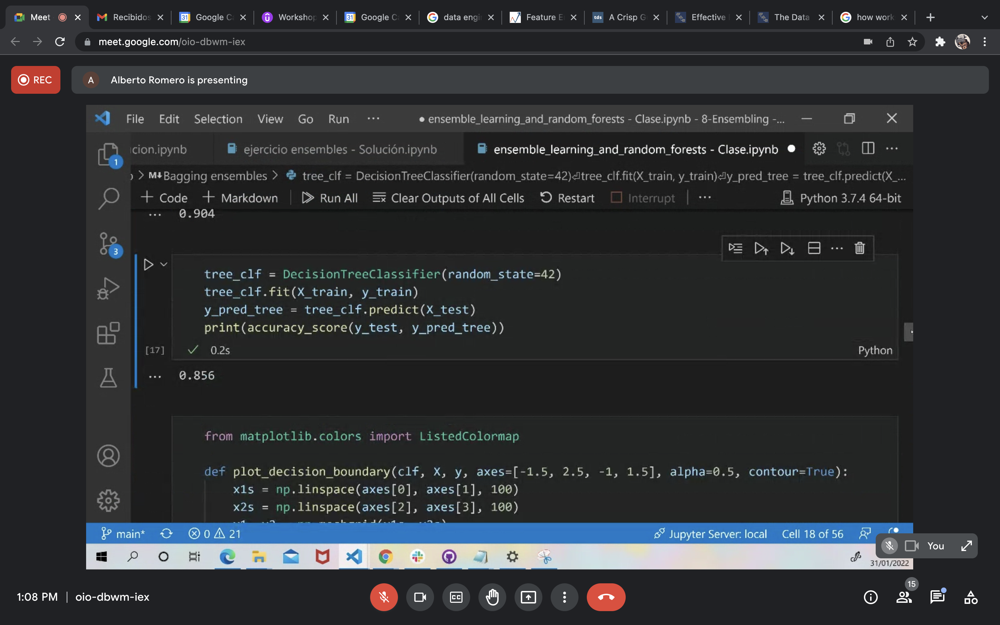 Meet
Recibidos
Google Ca
Workshop
Google Ca
data engi
Feature E
tds
A Crisp G
Effective
The Data
how work
meet.google.com/oio-dbwm-iex
REC
A
Alberto Romero is presenting
File Edit Selection View Go Run ··· ● ensemble_learning_and_random_forests - Clase.ipynb - 8-Ensembling -...
cion.ipynb
ejercicio ensembles - Solución.ipynb
ensemble_learning_and_random_forests - Clase.ipynb
1
> M↓Bagging ensembles > tree_clf = DecisionTreeClassifier(random_state=42)⏎tree_clf.fit(X_train, y_train)⏎y_pred_tree = tree_clf.predict(X_...
+ Code + Markdown Run All Clear Outputs of All Cells Restart Interrupt ··· Python 3.7.4 64-bit
··· 0.904
3
tree_clf = DecisionTreeClassifier(random_state=42)
tree_clf.fit(X_train, y_train)
y_pred_tree = tree_clf.predict(X_test)
print(accuracy_score(y_test, y_pred_tree))
[17] ✓ 0.2s Python
··· 0.856
from matplotlib.colors import ListedColormap
def plot_decision_boundary(clf, X, y, axes=[-1.5, 2.5, -1, 1.5], alpha=0.5, contour=True):
x1s = np.linspace(axes[0], axes[1], 100)
x2s = np.linspace(axes[2], axes[3], 100)
main* 0 21 Jupyter Server: local Cell 18 of 56
You
31/01/2022
1:08 PM | oio-dbwm-iex
CC
15